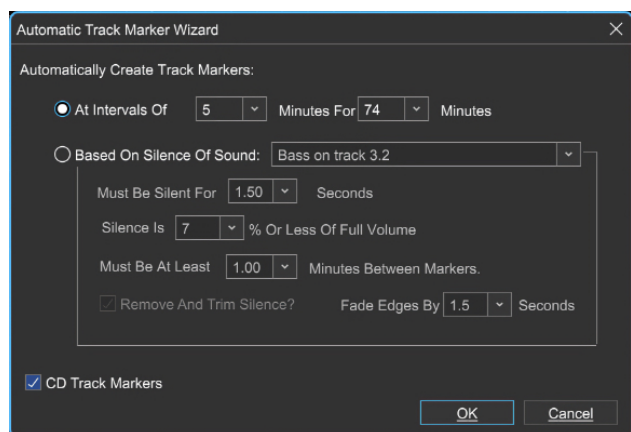 Automatic Track Marker Wizard
Automatically Create Track Markers:
At Intervals Of 5 Minutes For 74 Minutes
Based On Silence Of Sound: Bass on track 3.2
Must Be Silent For 1.50 Seconds
Silence Is 7 % Or Less Of Full Volume
Must Be At Least 1.00 Minutes Between Markers.
Remove And Trim Silence? Fade Edges By 1.5 Seconds
CD Track Markers
OK Cancel